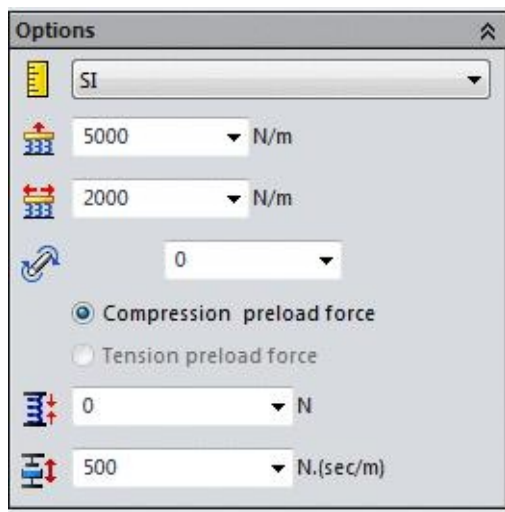 Options
SI
5000 N/m
2000 N/m
0
Compression preload force
Tension preload force
0 N
500 N.(sec/m)